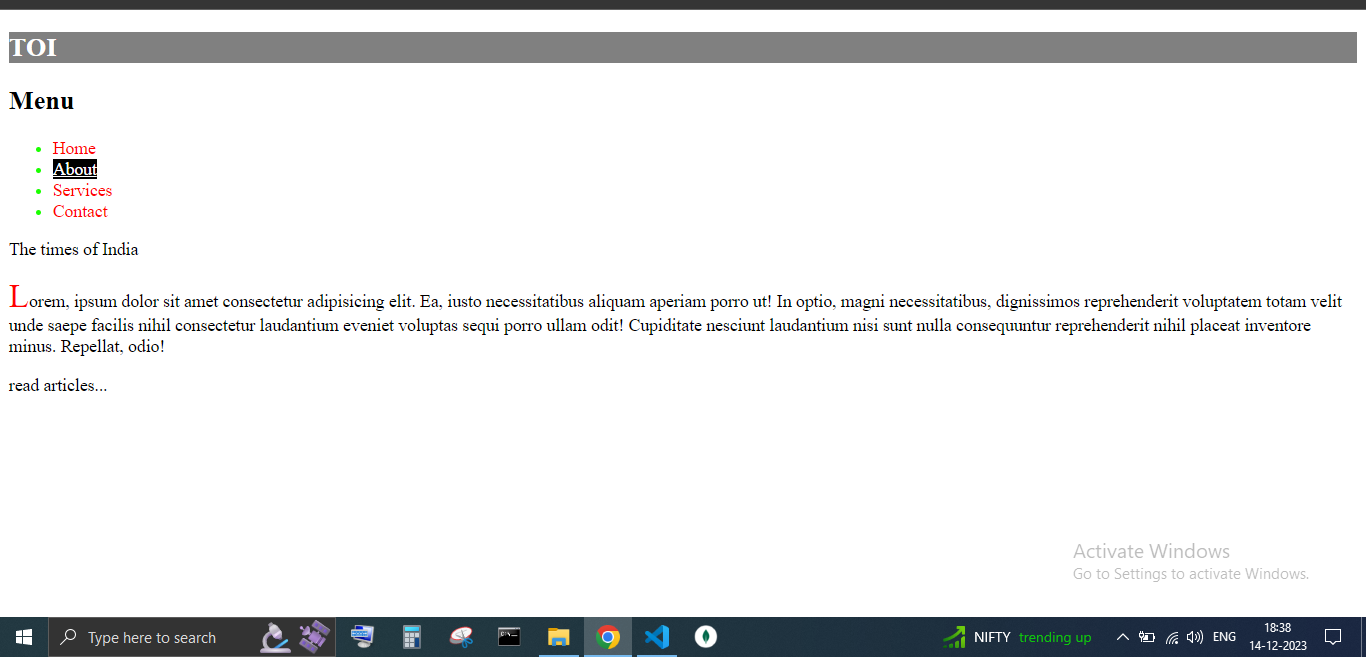 TOI
Menu
Home
About
Services
Contact
The times of India
Lorem, ipsum dolor sit amet consectetur adipisicing elit. Ea, iusto necessitatibus aliquam aperiam porro ut! In optio, magni necessitatibus, dignissimos reprehenderit voluptatem totam velit
unde saepe facilis nihil consectetur laudantium eveniet voluptas sequi porro ullam odit! Cupiditate nesciunt laudantium nisi sunt nulla consequuntur reprehenderit nihil placeat inventore
minus. Repellat, odio!
read articles...
Activate Windows
Go to Settings to activate Windows.
Type here to search
NIFTY trending up
ENG
18:38
14-12-2023